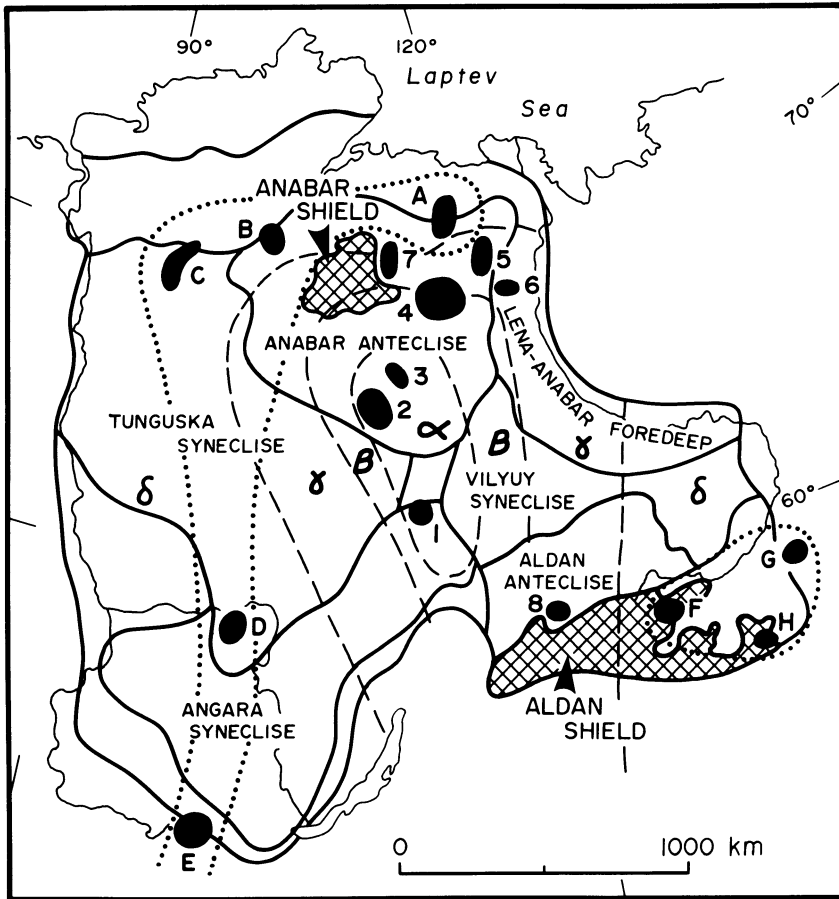 90°
120°
70°
Laptev
Sea
ANABAR
SHIELD
A
B
C
7
5
6
4
ANABAR ANTECLISE
LENA-ANABAR FOREDEEP
3
2
α
TUNGUSKA
SYNECLISE
B
B
γ
δ
γ
VILYUY
SYNECLISE
δ
60°
1
ALDAN
ANTECLISE
G
8
F
H
D
ANGARA
SYNECLISE
ALDAN
SHIELD
E
0
1000 km